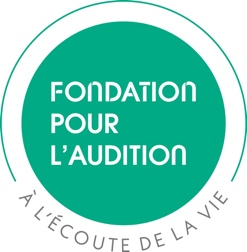 FONDATION
POUR
L'AUDITION
À L'ÉCOUTE DE LA VIE